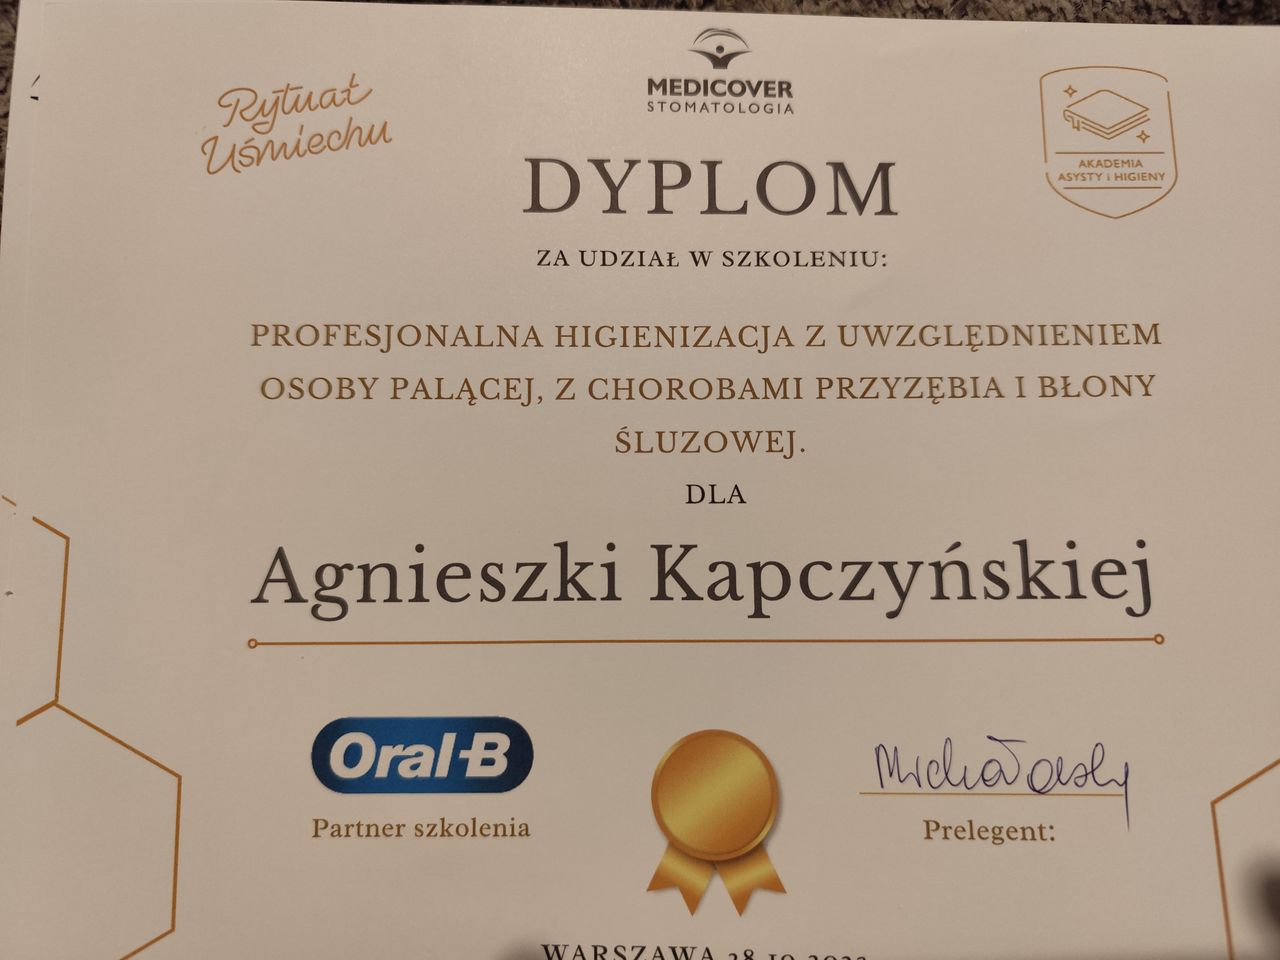 Rytuał
Uśmiechu
MEDICOVER
STOMATOLOGIA
AKADEMIA
ASYSTY i HIGIENY
DYPLOM
ZA UDZIAŁ W SZKOLENIU:
PROFESJONALNA HIGIENIZACJA Z UWZGLĘDNIENIEM
OSOBY PALĄCEJ, Z CHOROBAMI PRZYZĘBIA I BŁONY
ŚLUZOWEJ.
DLA
Agnieszki Kapczyńskiej
Oral-B
Partner szkolenia
Prelegent:
WARSZAWA